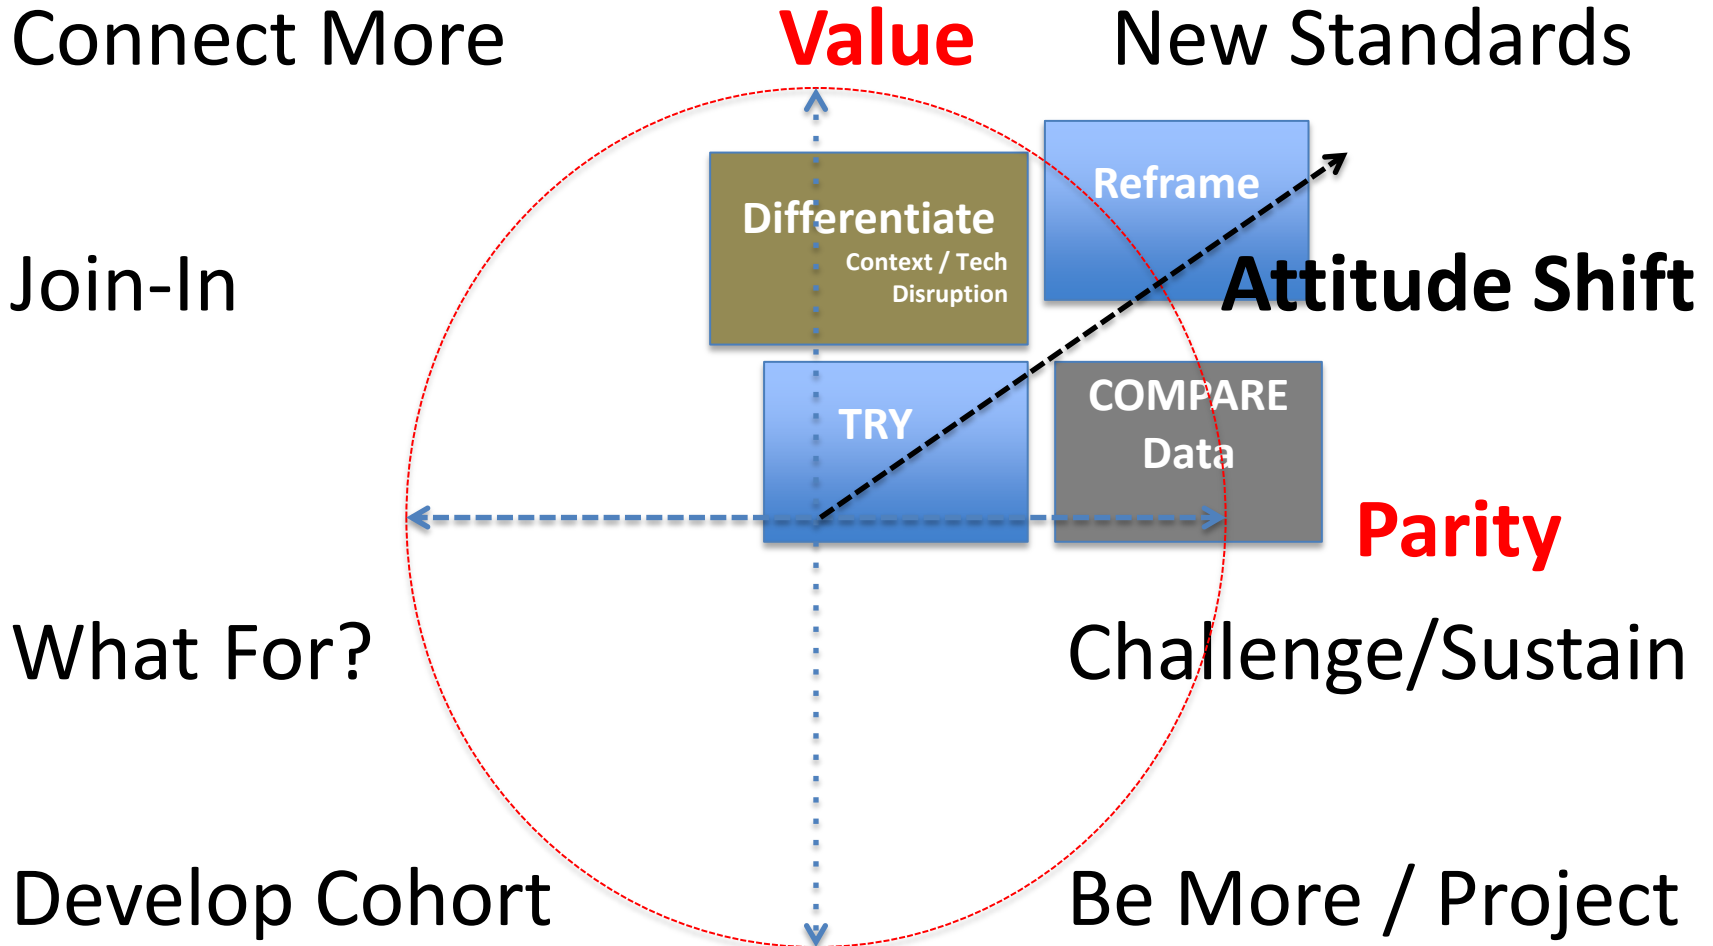 Connect More
Value
New Standards
Reframe
Differentiate
Context / Tech
Disruption
Join-In
Attitude Shift
TRY
COMPARE
Data
Parity
What For?
Challenge/Sustain
Develop Cohort
Be More / Project